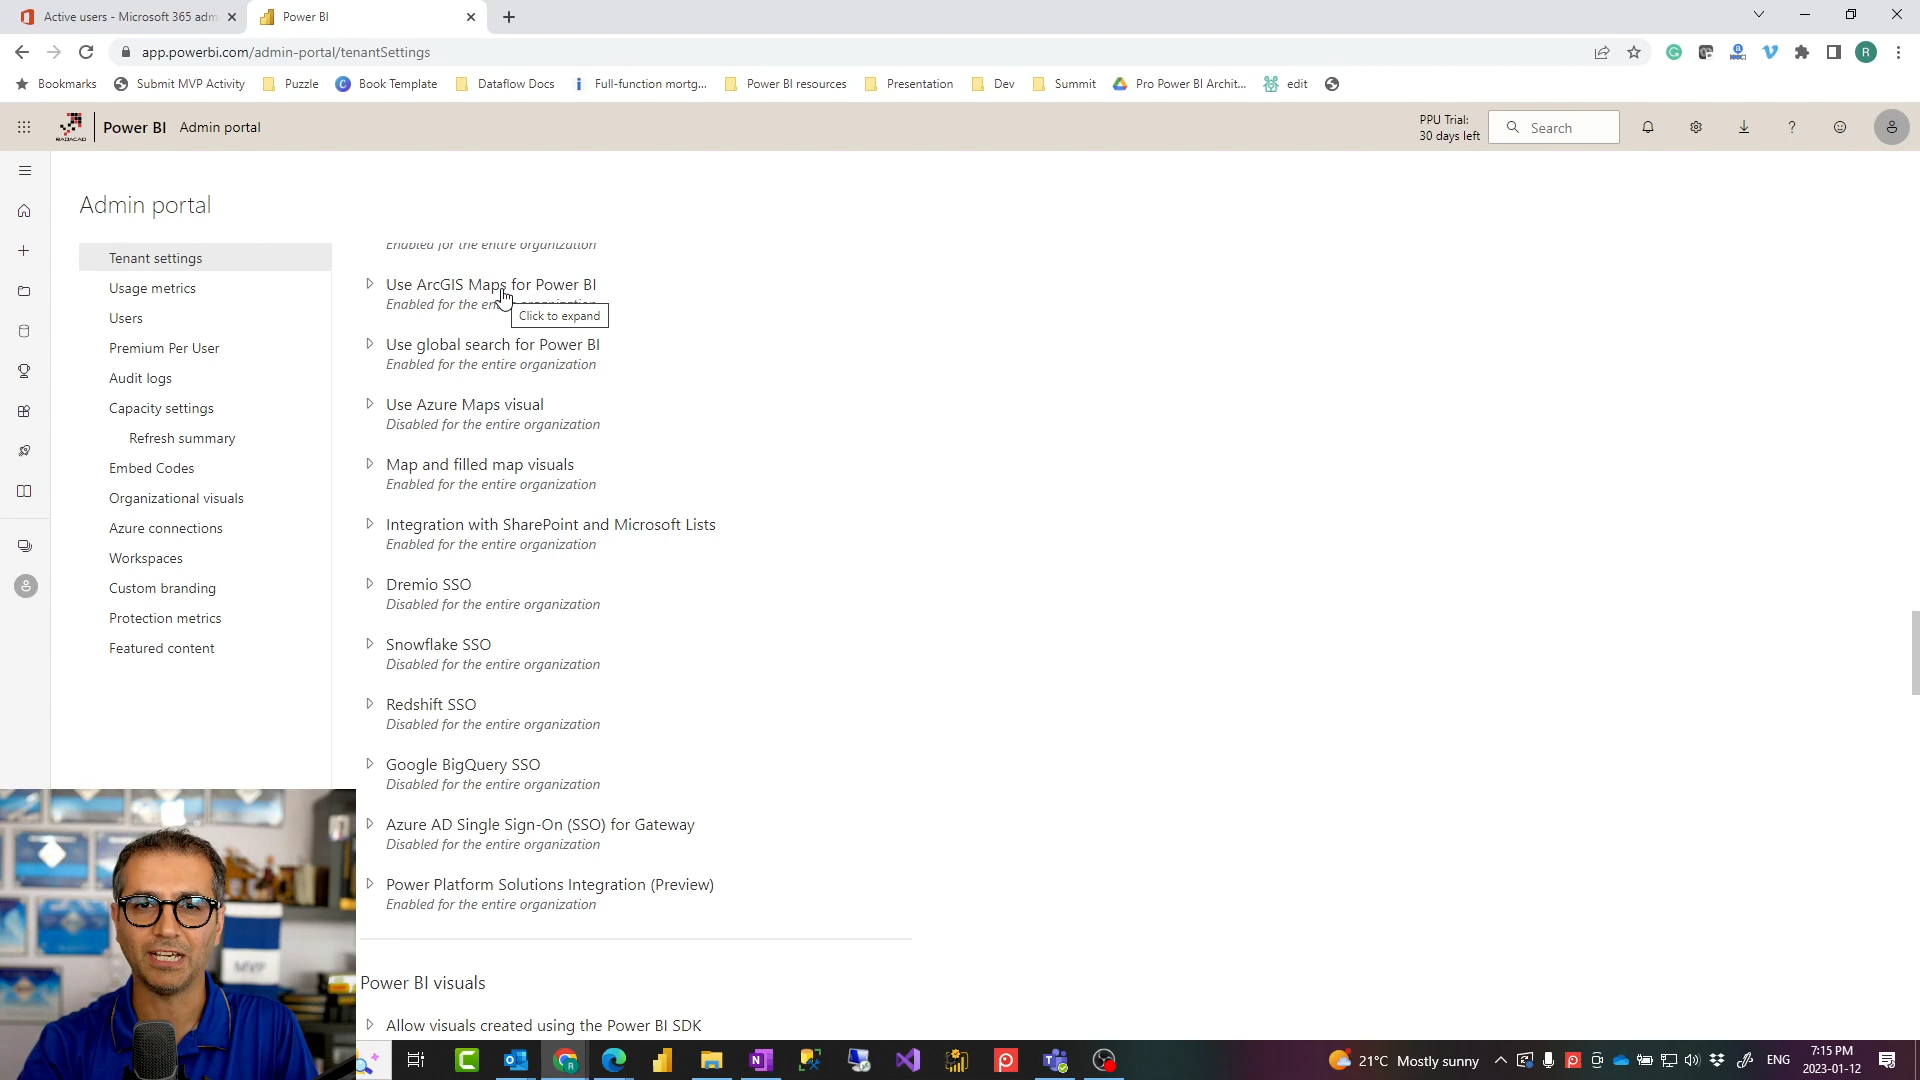 Active users - Microsoft 365 adm
Power BI
app.powerbi.com/admin-portal/tenantSettings
Bookmarks
Submit MVP Activity
Puzzle
Book Template
Dataflow Docs
Full-function mortg...
Power BI resources
Presentation
Dev
Summit
Pro Power BI Archit...
edit
RADACAD
Power BI
Admin portal
PPU Trial:
30 days left
Search
Admin portal
Tenant settings
Usage metrics
Users
Premium Per User
Audit logs
Capacity settings
Refresh summary
Embed Codes
Organizational visuals
Azure connections
Workspaces
Custom branding
Protection metrics
Featured content
Enabled for the entire organization
Use ArcGIS Maps for Power BI
Enabled for the entire organization
Click to expand
Use global search for Power BI
Enabled for the entire organization
Use Azure Maps visual
Disabled for the entire organization
Map and filled map visuals
Enabled for the entire organization
Integration with SharePoint and Microsoft Lists
Enabled for the entire organization
Dremio SSO
Disabled for the entire organization
Snowflake SSO
Disabled for the entire organization
Redshift SSO
Disabled for the entire organization
Google BigQuery SSO
Disabled for the entire organization
Azure AD Single Sign-On (SSO) for Gateway
Disabled for the entire organization
Power Platform Solutions Integration (Preview)
Enabled for the entire organization
Power BI visuals
Allow visuals created using the Power BI SDK
MVP
21°C Mostly sunny
ENG
7:15 PM
2023-01-12